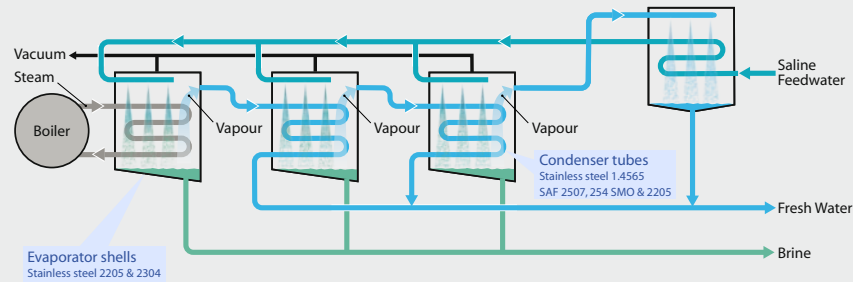 Vacuum
Steam
Boiler
Vapour
Vapour
Vapour
Saline
Feedwater
Condenser tubes
Stainless steel 1.4565
SAF 2507, 254 SMO & 2205
Fresh Water
Evaporator shells
Stainless steel 2205 & 2304
Brine